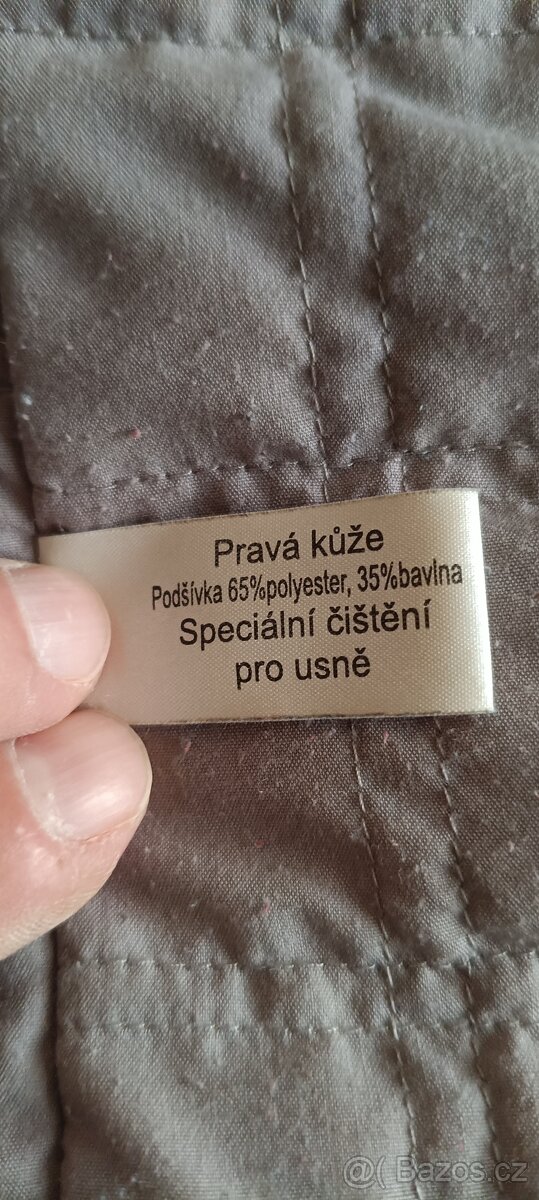 Pravá kůže
Podšívka 65%polyester, 35%bavlna
Speciální čištění
pro usně
@( Bazos.cz